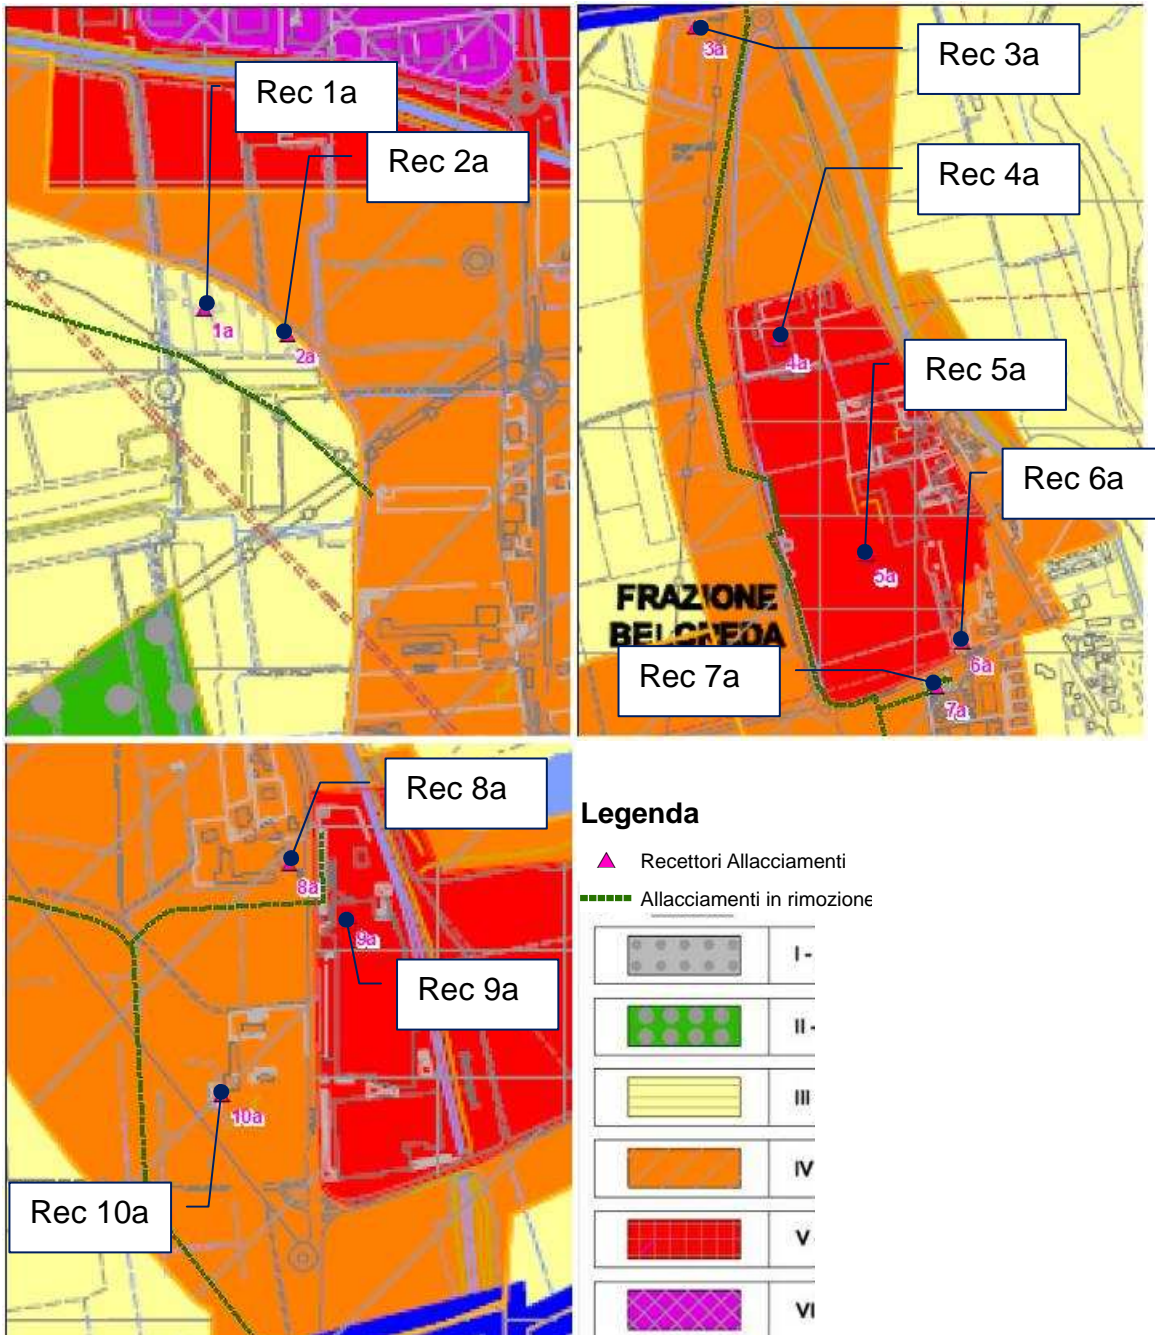 Rec 1a
Rec 2a
1a
2a
Rec 3a
3a
Rec 4a
4a
Rec 5a
5a
Rec 6a
6a
FRAZIONE
BELGREDA
Rec 7a
7a
Rec 8a
8a
Rec 9a
9a
Rec 10a
10a
Legenda
Recettori Allacciamenti
Allacciamenti in rimozione
I -
II -
III
IV
V
VI